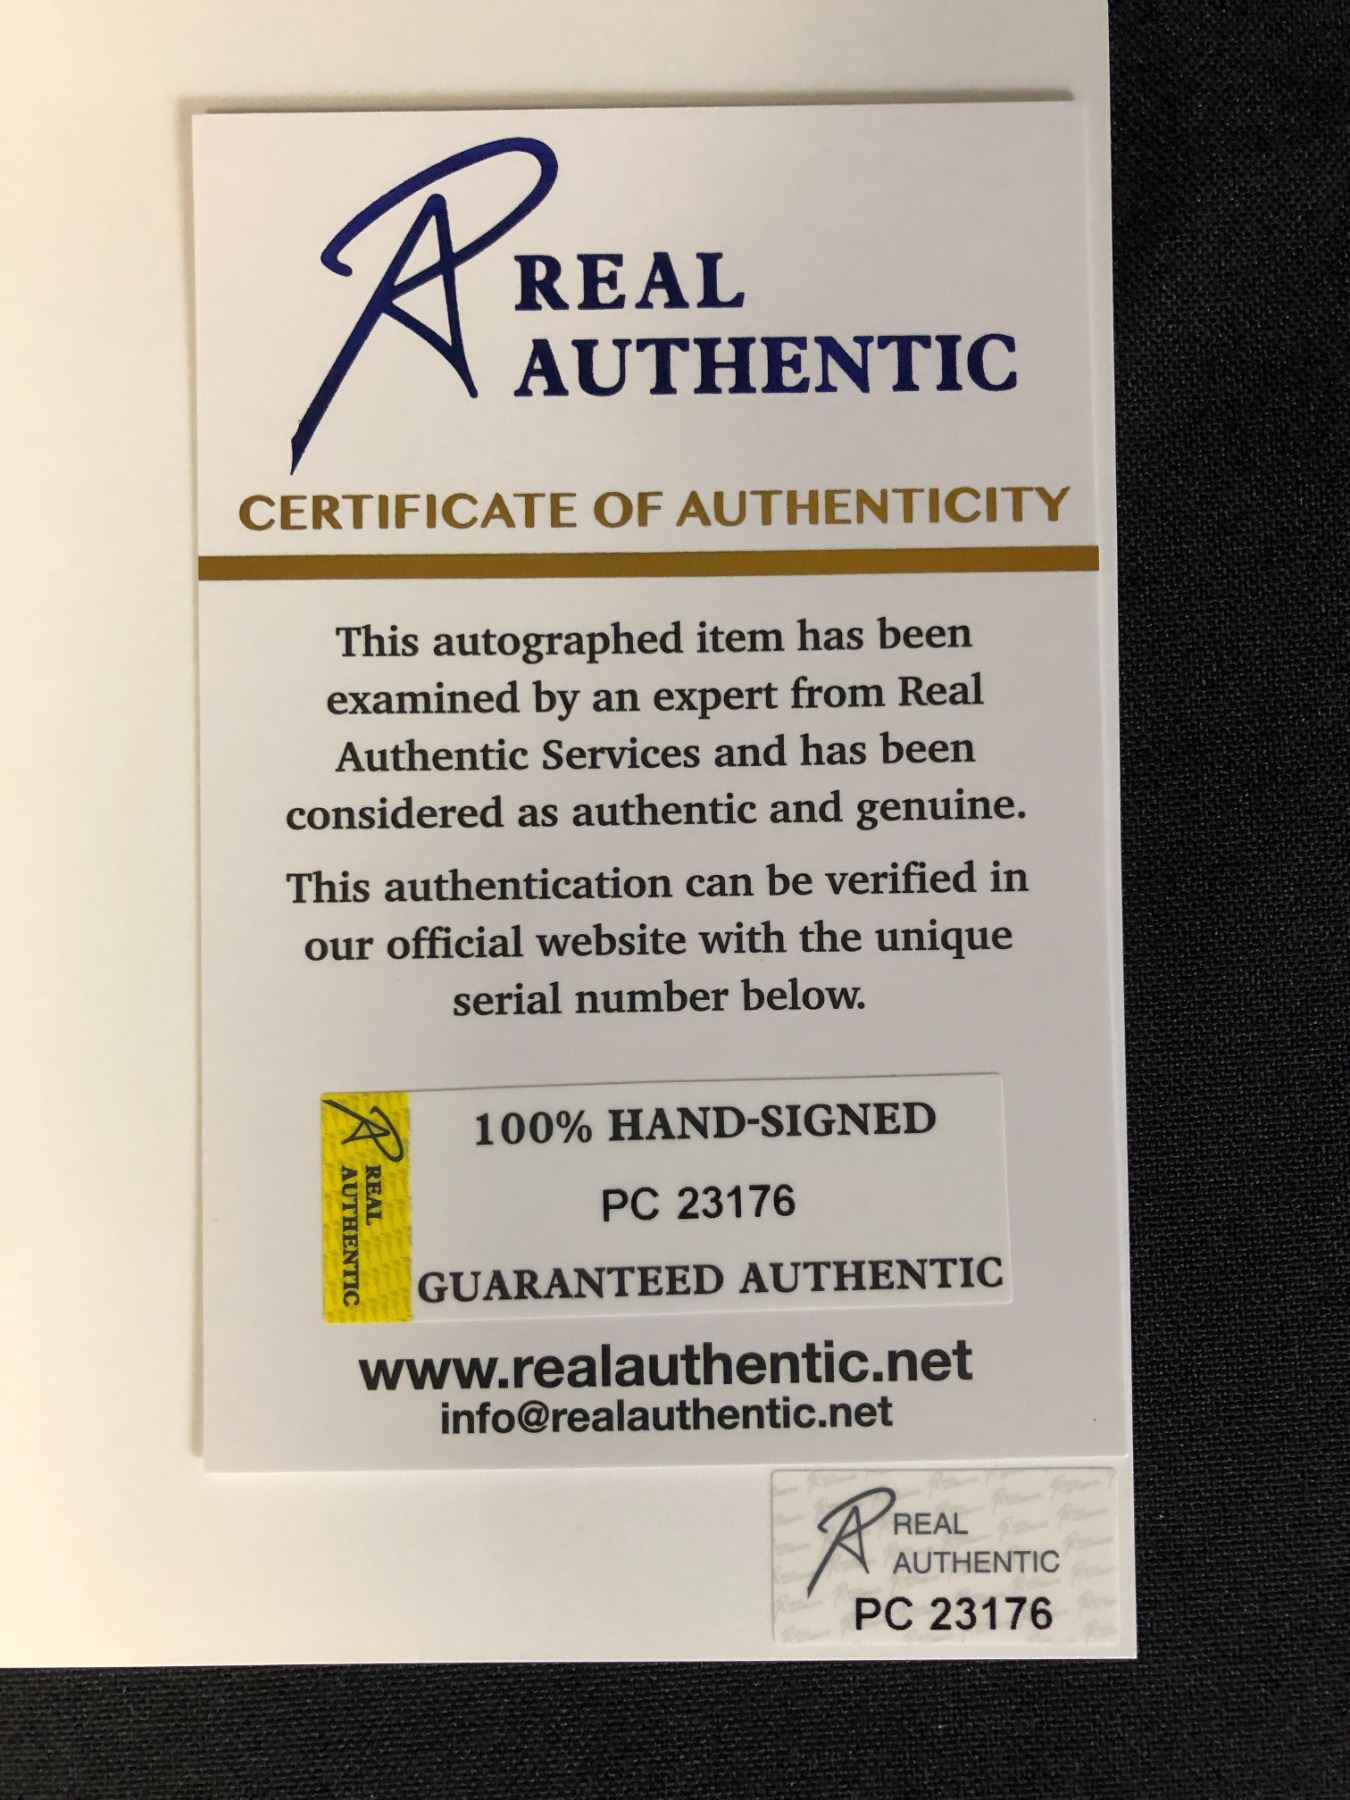 REAL
AUTHENTIC
CERTIFICATE OF AUTHENTICITY
This autographed item has been
examined by an expert from Real
Authentic Services and has been
considered as authentic and genuine.
This authentication can be verified in
our official website with the unique
serial number below.
REAL
AUTHENTIC
100% HAND-SIGNED
PC 23176
GUARANTEED AUTHENTIC
www.realauthentic.net
info@realauthentic.net
REAL
AUTHENTIC
PC 23176